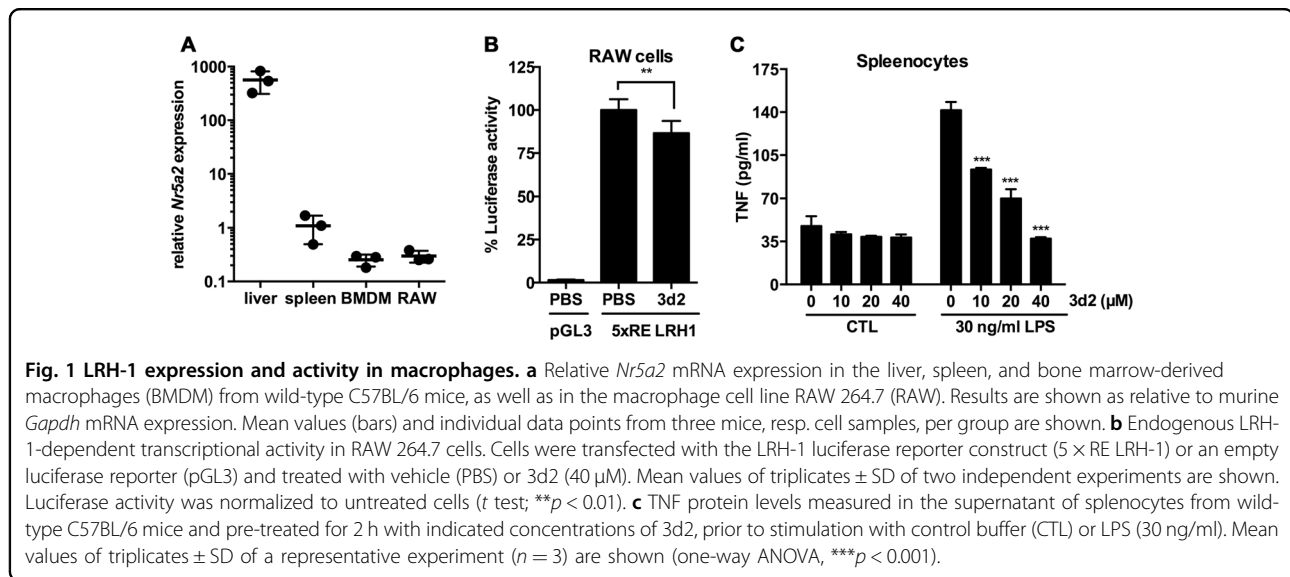 A
relative Nr5a2 expression
1000
100
10
1
0.1
liver spleen BMDM RAW
B
RAW cells
**
% Luciferase activity
125
100
75
50
25
0
PBS PBS 3d2
pGL3 5xRE LRH1
C
Spleenocytes
TNF (pg/ml)
175
140
105
70
35
0
***
***
***
0 10 20 40 0 10 20 40 3d2 (µM)
CTL 30 ng/ml LPS
Fig. 1 LRH-1 expression and activity in macrophages. a Relative Nr5a2 mRNA expression in the liver, spleen, and bone marrow-derived
macrophages (BMDM) from wild-type C57BL/6 mice, as well as in the macrophage cell line RAW 264.7 (RAW). Results are shown as relative to murine
Gapdh mRNA expression. Mean values (bars) and individual data points from three mice, resp. cell samples, per group are shown. b Endogenous LRH-
1-dependent transcriptional activity in RAW 264.7 cells. Cells were transfected with the LRH-1 luciferase reporter construct (5 × RE LRH-1) or an empty
luciferase reporter (pGL3) and treated with vehicle (PBS) or 3d2 (40 µM). Mean values of triplicates ± SD of two independent experiments are shown.
Luciferase activity was normalized to untreated cells (t test; **p < 0.01). c TNF protein levels measured in the supernatant of splenocytes from wild-
type C57BL/6 mice and pre-treated for 2 h with indicated concentrations of 3d2, prior to stimulation with control buffer (CTL) or LPS (30 ng/ml). Mean
values of triplicates ± SD of a representative experiment (n = 3) are shown (one-way ANOVA, ***p < 0.001).